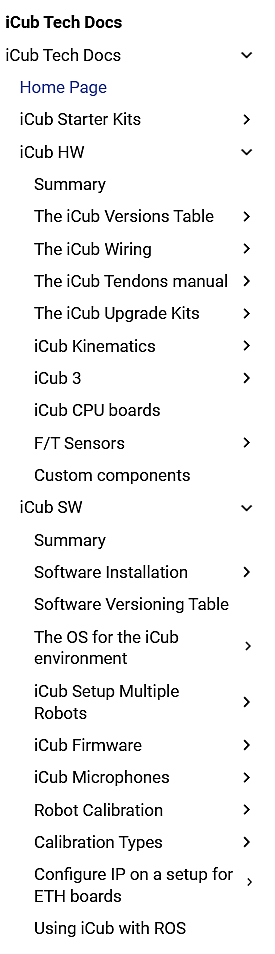 iCub Tech Docs
iCub Tech Docs
Home Page
iCub Starter Kits
iCub HW
Summary
The iCub Versions Table
The iCub Wiring
The iCub Tendons manual
The iCub Upgrade Kits
iCub Kinematics
iCub 3
iCub CPU boards
F/T Sensors
Custom components
iCub SW
Summary
Software Installation
Software Versioning Table
The OS for the iCub
environment
iCub Setup Multiple
Robots
iCub Firmware
iCub Microphones
Robot Calibration
Calibration Types
Configure IP on a setup for
ETH boards
Using iCub with ROS